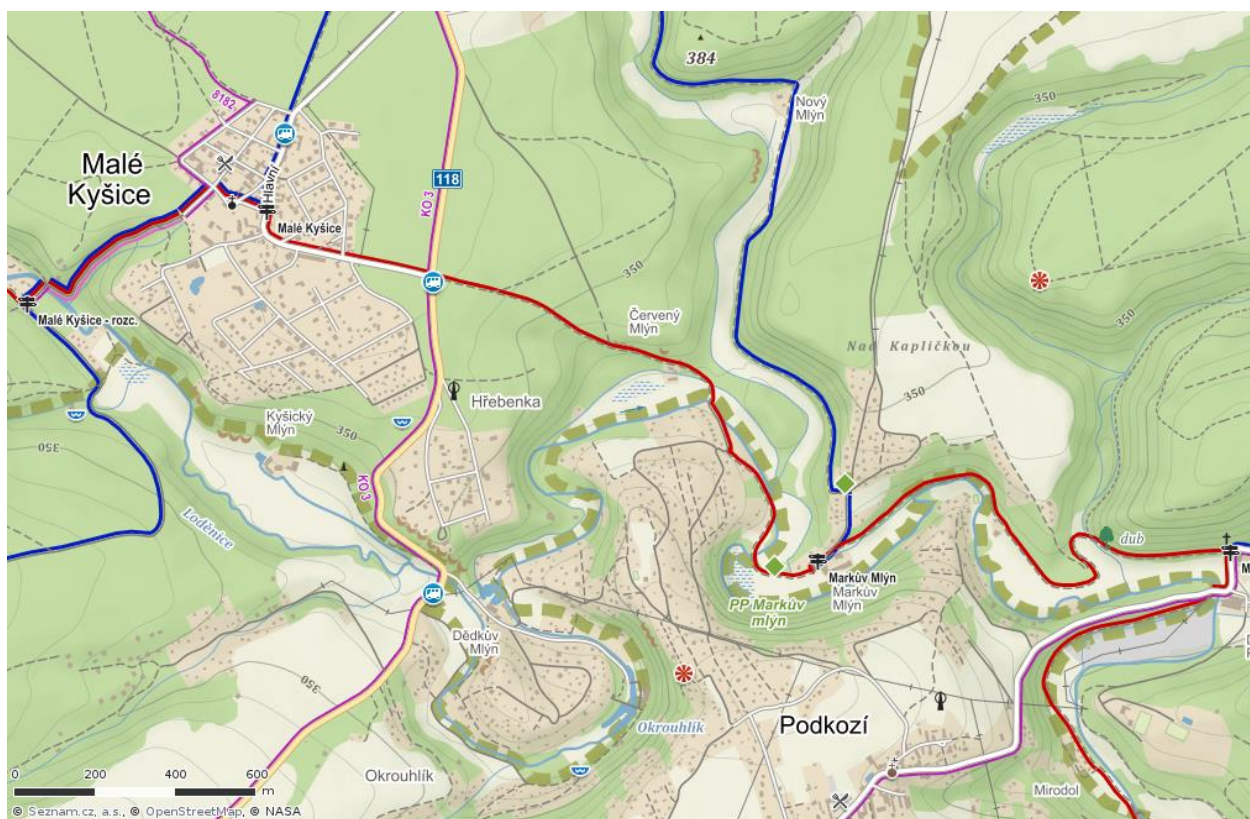 384
Nový
Mlýn
350
8182
Malé
Kyšice
Hlavní
118
KO 3
Malé Kyšice
350
Malé Kyšice - rozc.
Červený
Mlýn
350
Nad Kapličkou
350
Hřebenka
Kyšický
Mlýn
350
350
KO 3
Loděnice
dub
Markův Mlýn
Markův
Mlýn
PP Markův
mlýn
M
Dědkův
Mlýn
350
Okrouhlík
Podkozí
Okrouhlík
Mirodol
0 200 400 600
m
© Seznam.cz, a.s., © OpenStreetMap, © NASA